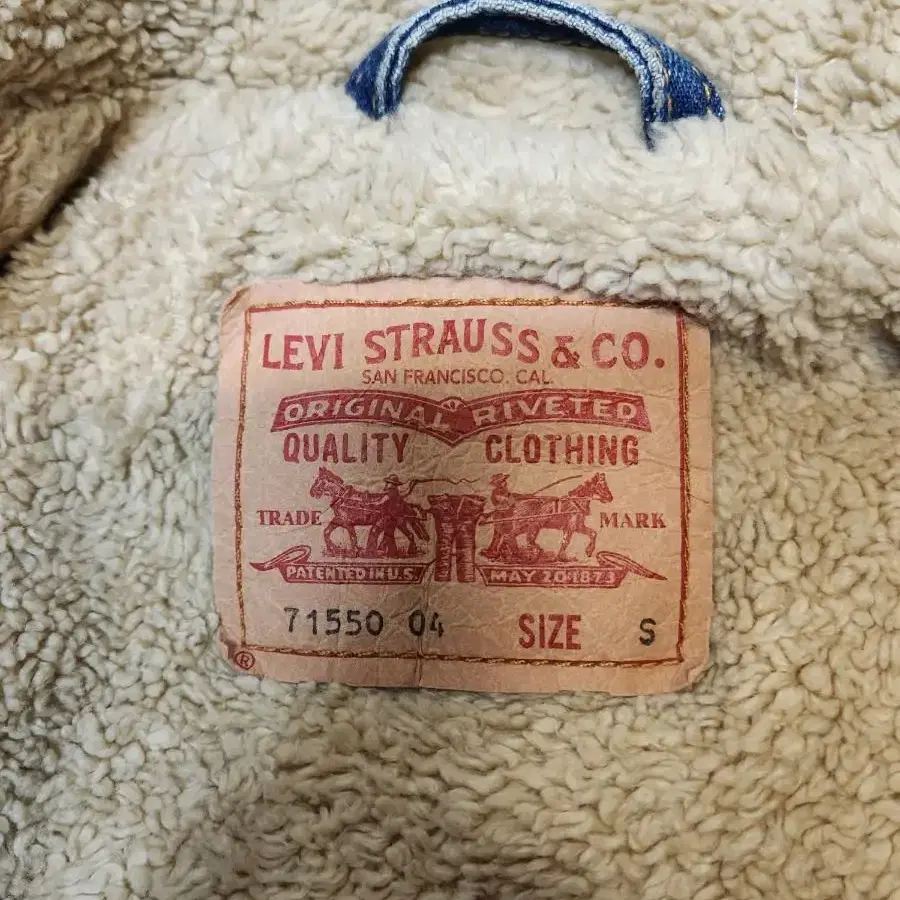 LEVI STRAUSS & CO.
SAN FRANCISCO. CAL.
ORIGINAL RIVETED
QUALITY CLOTHING
TRADE MARK
PATENTED IN U.S. MAY 20 1873
71550 04 SIZE S
®